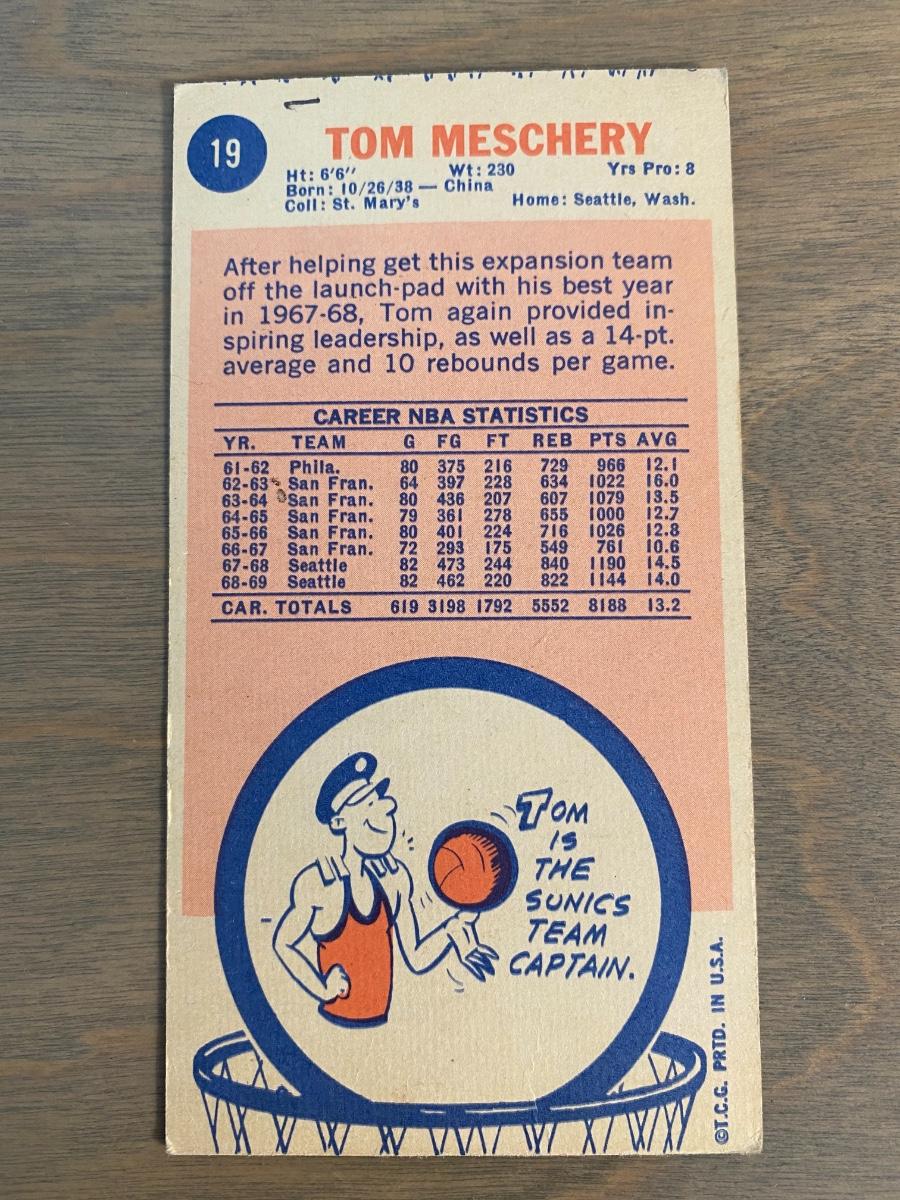 19
TOM MESCHERY
Ht: 6'6" Wt: 230 Yrs Pro: 8
Born: 10/26/38 — China
Coll: St. Mary's Home: Seattle, Wash.
After helping get this expansion team
off the launch-pad with his best year
in 1967-68, Tom again provided in-
spiring leadership, as well as a 14-pt.
average and 10 rebounds per game.
CAREER NBA STATISTICS
YR. TEAM G FG FT REB PTS AVG
61-62 Phila. 80 375 216 729 966 12.1
62-63 San Fran. 64 397 228 634 1022 16.0
63-64 San Fran. 80 436 207 607 1079 13.5
64-65 San Fran. 79 361 278 655 1000 12.7
65-66 San Fran. 80 401 224 716 1026 12.8
66-67 San Fran. 72 293 175 549 761 10.6
67-68 Seattle 82 473 244 840 1190 14.5
68-69 Seattle 82 462 220 822 1144 14.0
CAR. TOTALS 619 3198 1792 5552 8188 13.2
TOM
IS
THE
SUNICS
TEAM
CAPTAIN.
©T.C.G. PRTD. IN U.S.A.